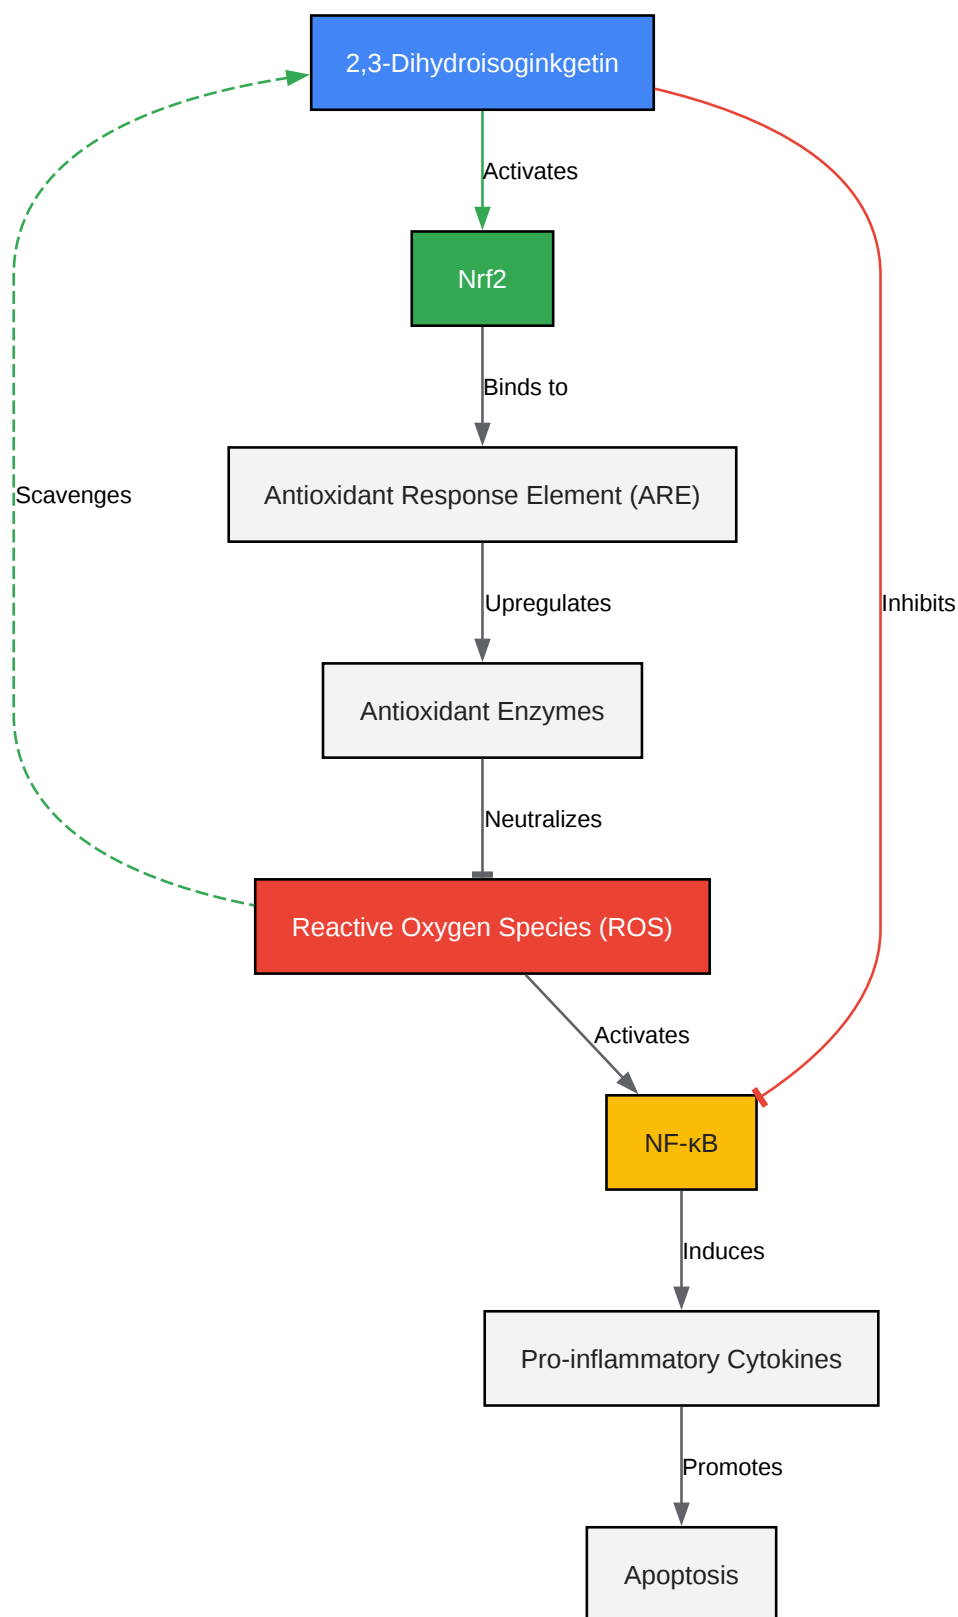 2,3-Dihydroisoginkgetin
Activates
Nrf2
Binds to
Antioxidant Response Element (ARE)
Scavenges
Upregulates
Inhibits
Antioxidant Enzymes
Neutralizes
Reactive Oxygen Species (ROS)
Activates
NF-κB
Induces
Pro-inflammatory Cytokines
Promotes
Apoptosis